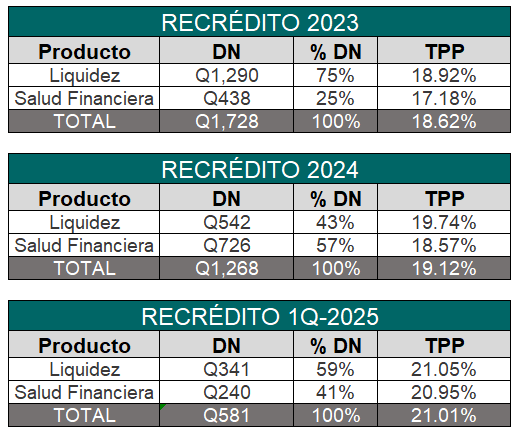 RECRÉDITO 2023
Producto DN % DN TPP
Liquidez Q1,290 75% 18.92%
Salud Financiera Q438 25% 17.18%
TOTAL Q1,728 100% 18.62%
RECRÉDITO 2024
Producto DN % DN TPP
Liquidez Q542 43% 19.74%
Salud Financiera Q726 57% 18.57%
TOTAL Q1,268 100% 19.12%
RECRÉDITO 1Q-2025
Producto DN % DN TPP
Liquidez Q341 59% 21.05%
Salud Financiera Q240 41% 20.95%
TOTAL Q581 100% 21.01%